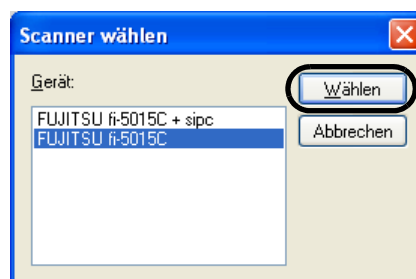 Scanner wählen
Gerät:
FUJITSU fi-5015C + sipc
FUJITSU fi-5015C
Wählen
Abbrechen